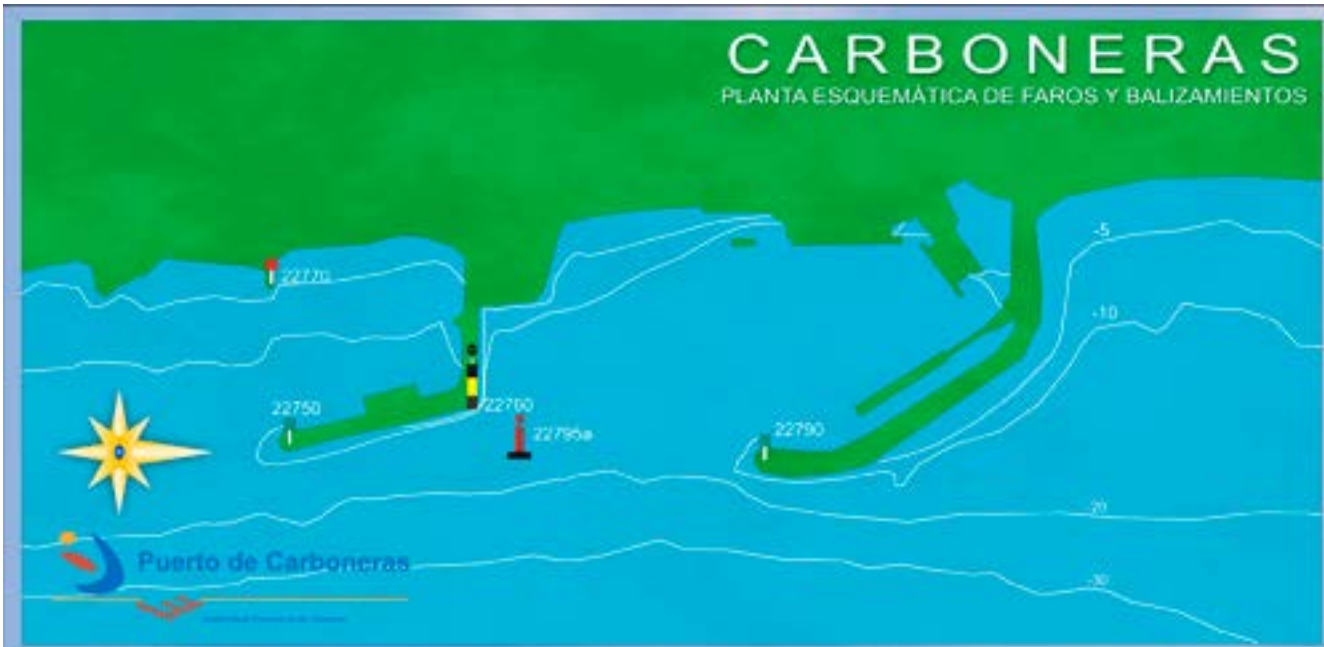 CARBONERAS
PLANTA ESQUEMÁTICA DE FAROS Y BALIZAMIENTOS
-5
22770
-10
22750
22760
22795a
22790
-20
Puerto de Carboneras
-30